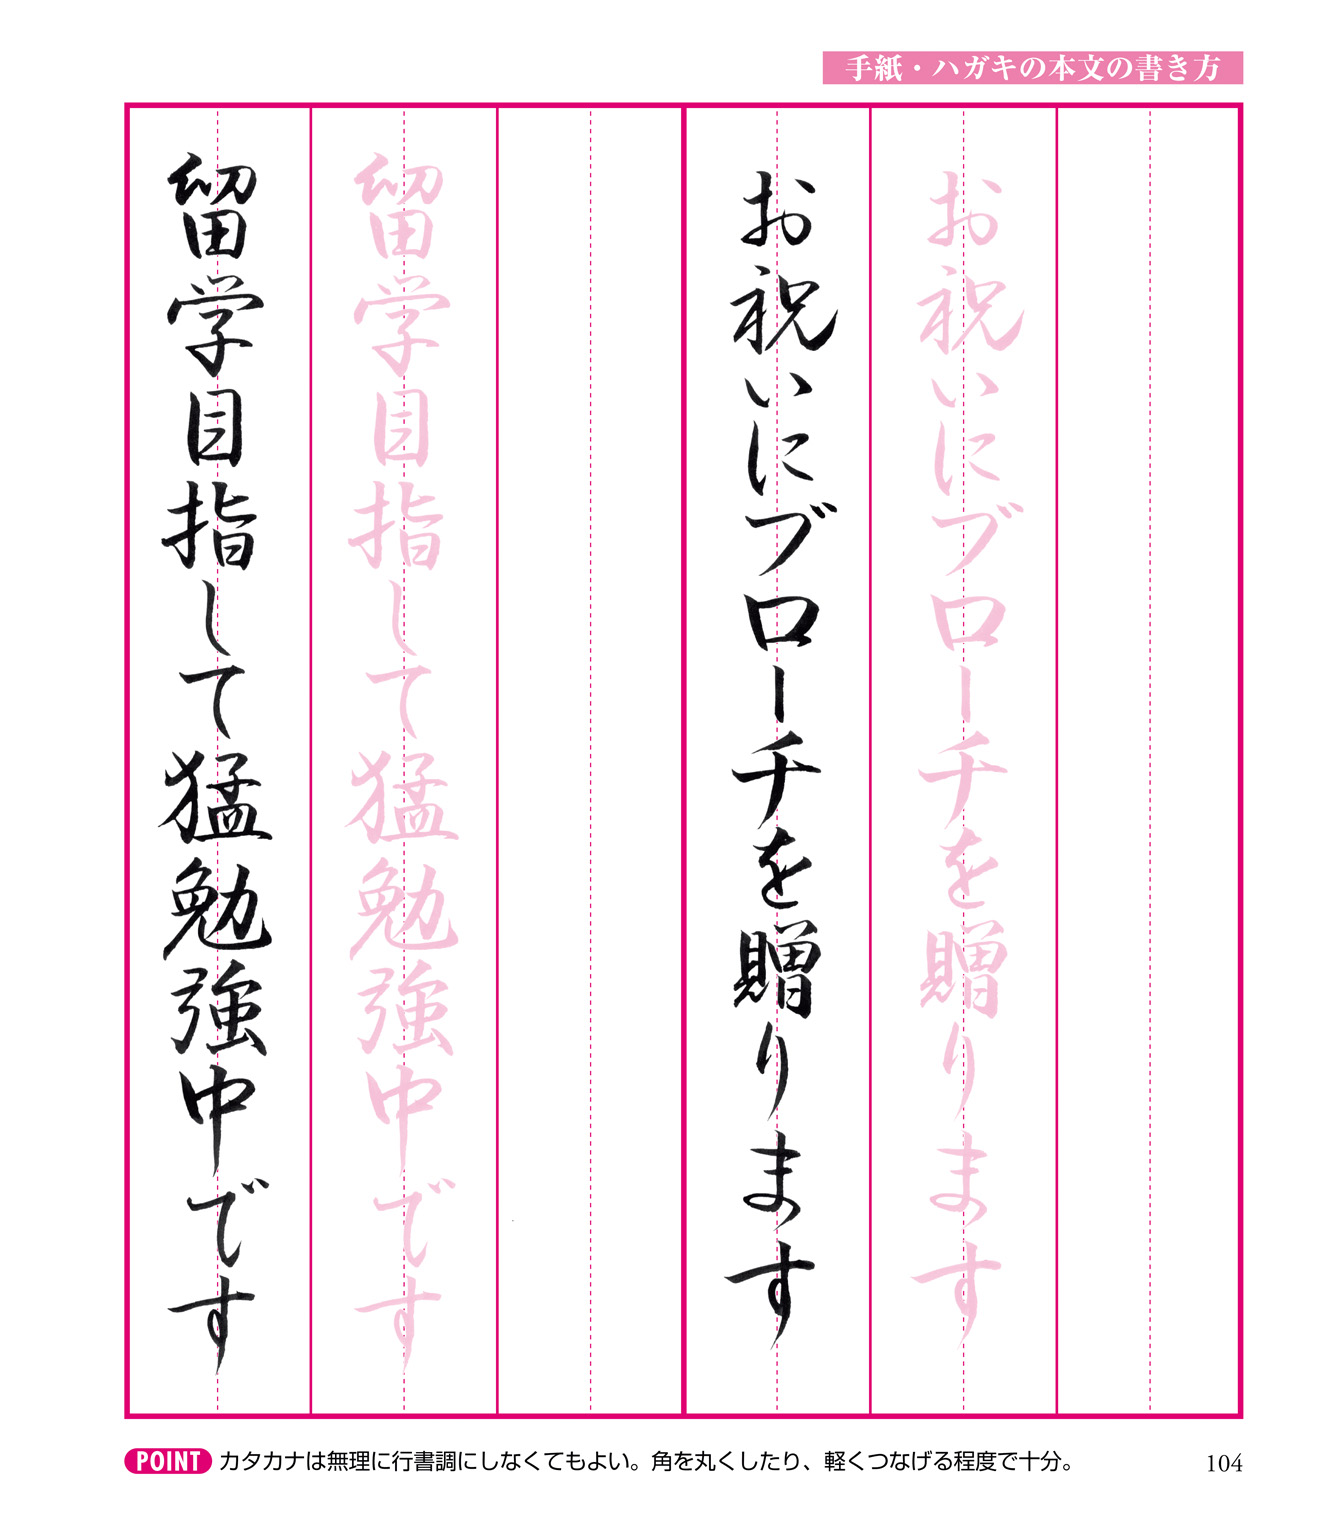 手紙・ハガキの本文の書き方
留学目指して猛勉強中です
留学目指して猛勉強中です
お祝いにブローチを贈ります
お祝いにブローチを贈ります
POINT カタカナは無理に行書調にしなくてもよい。角を丸くしたり、軽くつなげる程度で十分。
104